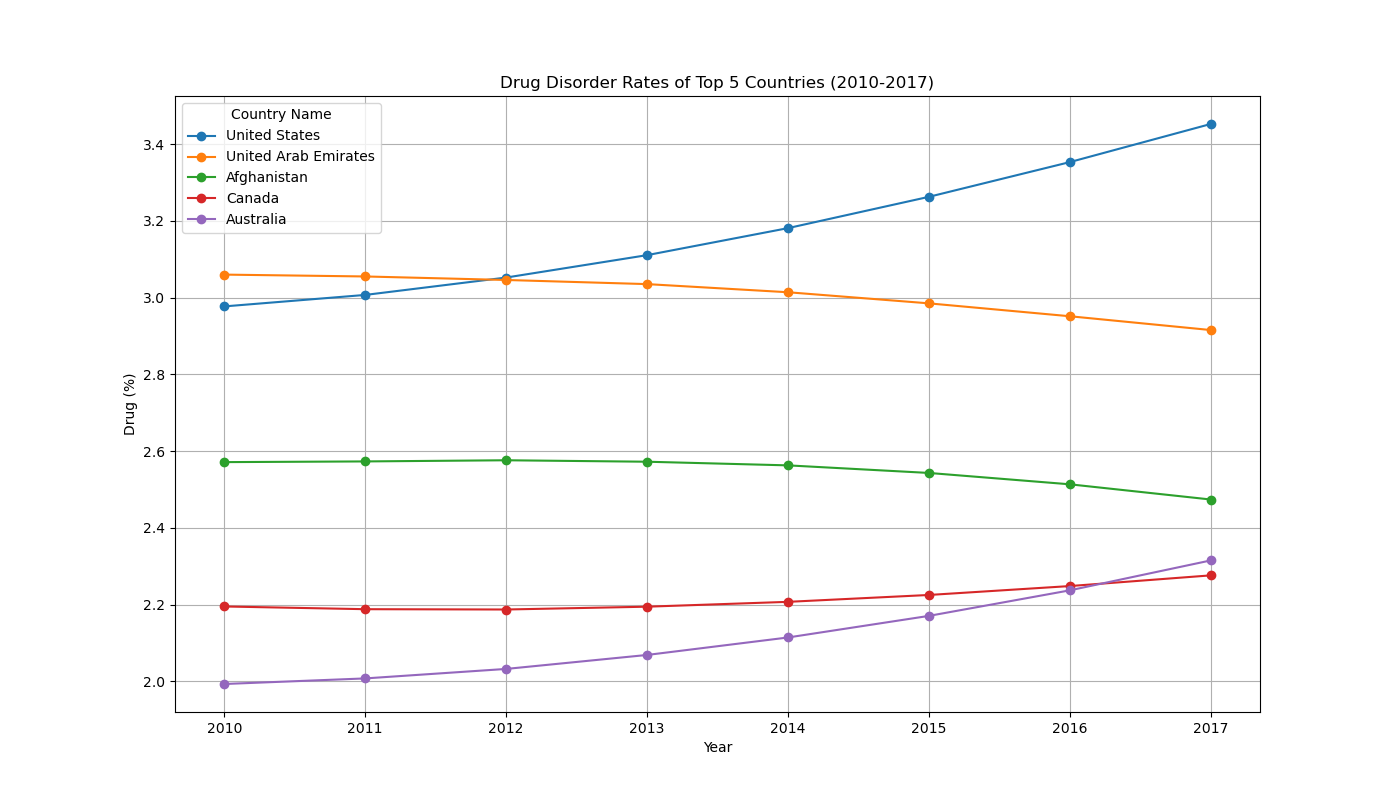 Drug Disorder Rates of Top 5 Countries (2010-2017)
Country Name
United States
United Arab Emirates
Afghanistan
Canada
Australia
3.4
3.2
3.0
2.8
2.6
2.4
2.2
2.0
Drug (%)
2010 2011 2012 2013 2014 2015 2016 2017
Year